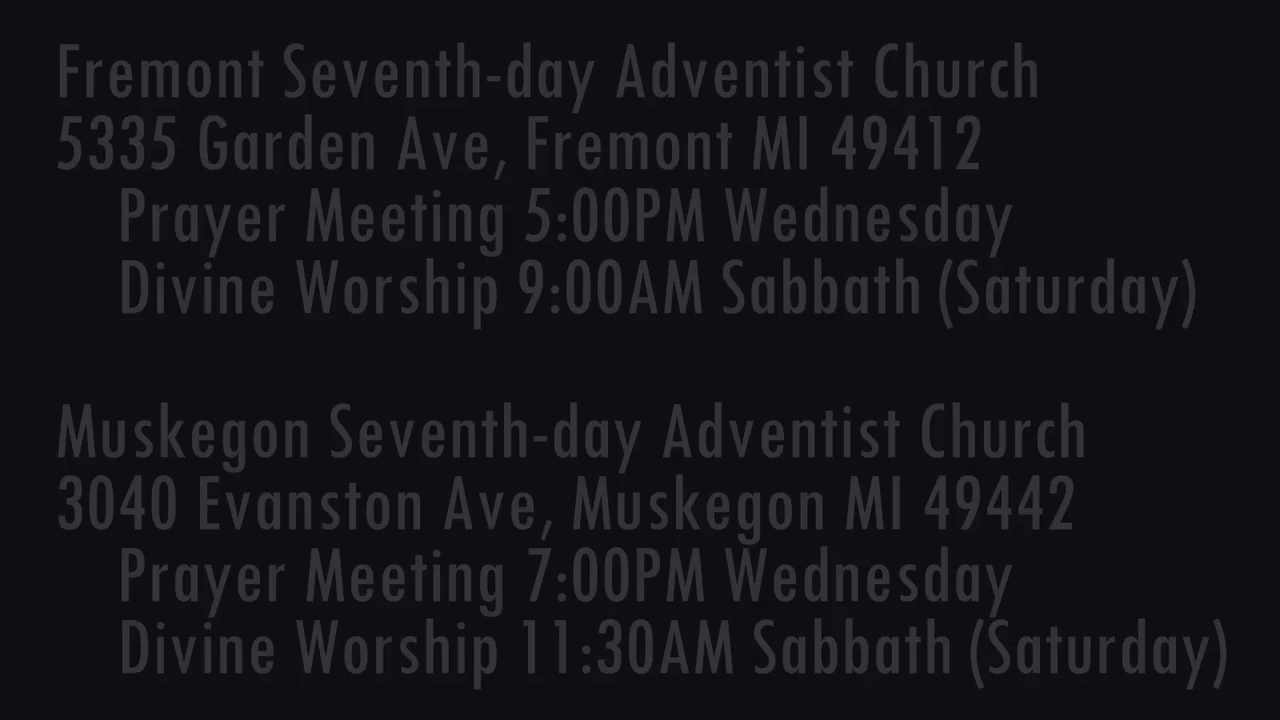 Fremont Seventh-day Adventist Church
5335 Garden Ave, Fremont MI 49412
Prayer Meeting 5:00PM Wednesday
Divine Worship 9:00AM Sabbath (Saturday)
Muskegon Seventh-day Adventist Church
3040 Evanston Ave, Muskegon MI 49442
Prayer Meeting 7:00PM Wednesday
Divine Worship 11:30AM Sabbath (Saturday)